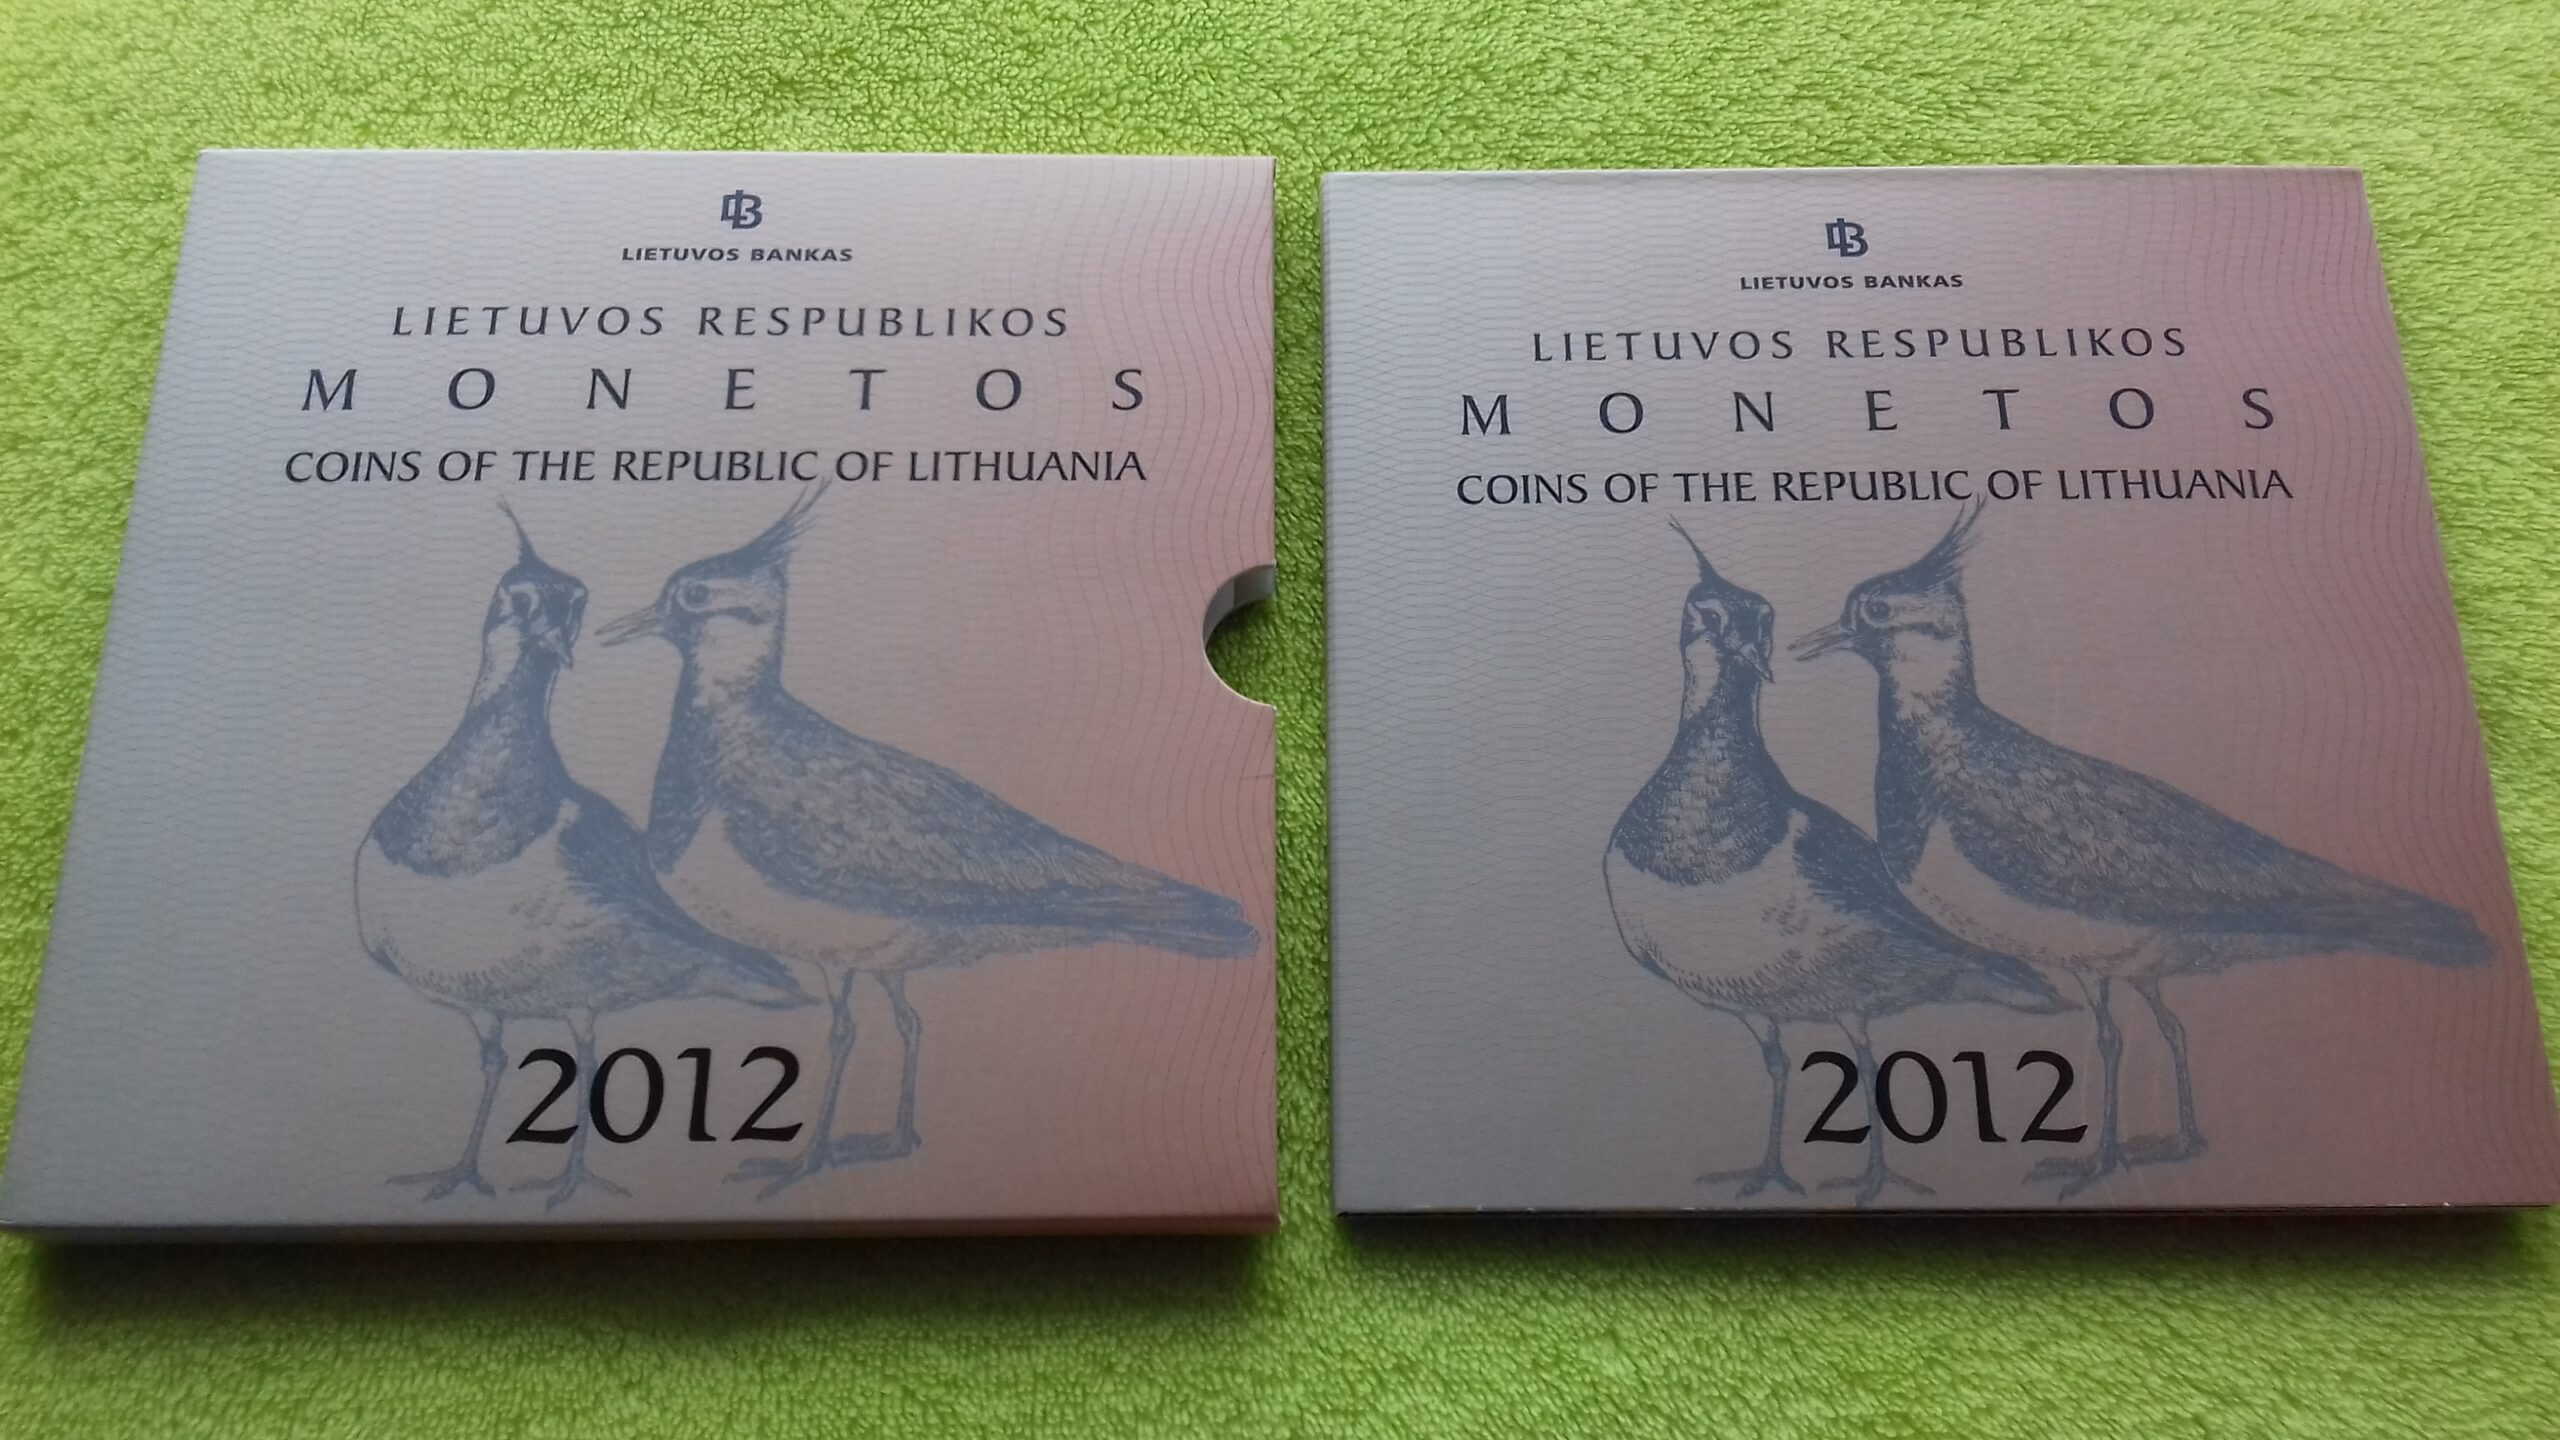 LB
LIETUVOS BANKAS
LIETUVOS RESPUBLIKOS
MONETOS
COINS OF THE REPUBLIC OF LITHUANIA
2012
LB
LIETUVOS BANKAS
LIETUVOS RESPUBLIKOS
MONETOS
COINS OF THE REPUBLIC OF LITHUANIA
2012